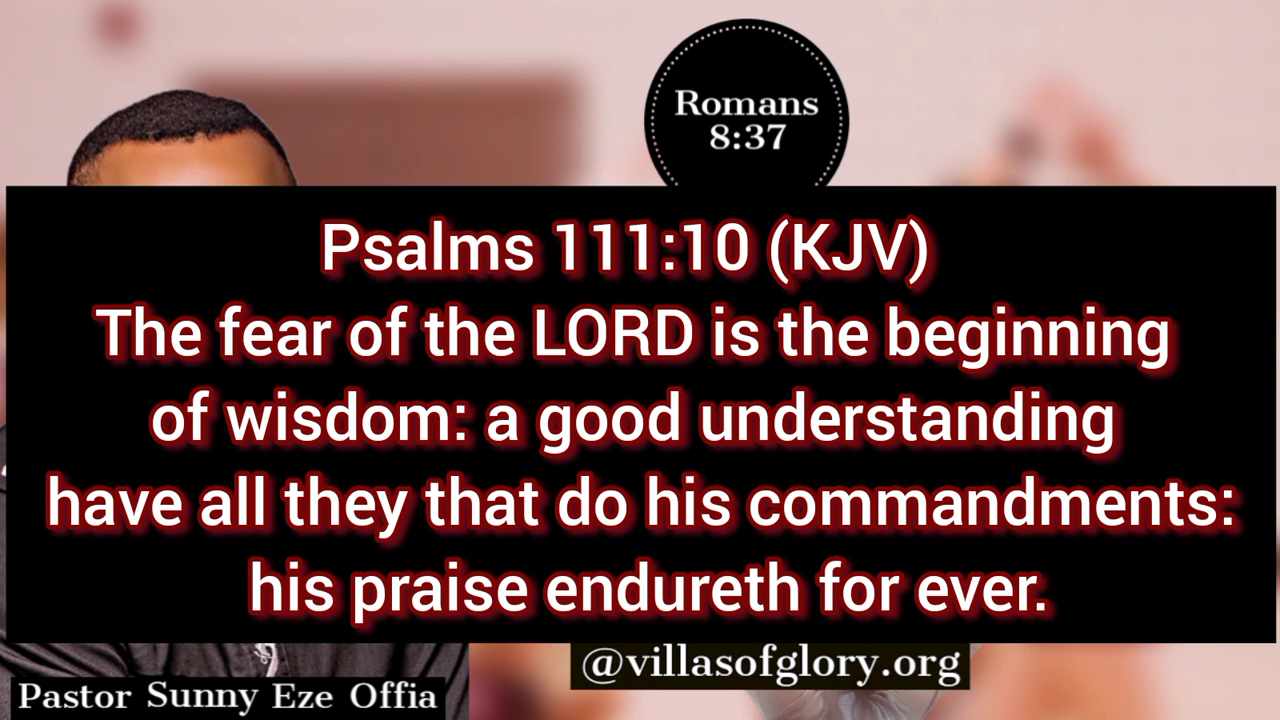 Romans
8:37
Psalms 111:10 (KJV)
The fear of the LORD is the beginning
of wisdom: a good understanding
have all they that do his commandments:
his praise endureth for ever.
@villasofglory.org
Pastor Sunny Eze Offia